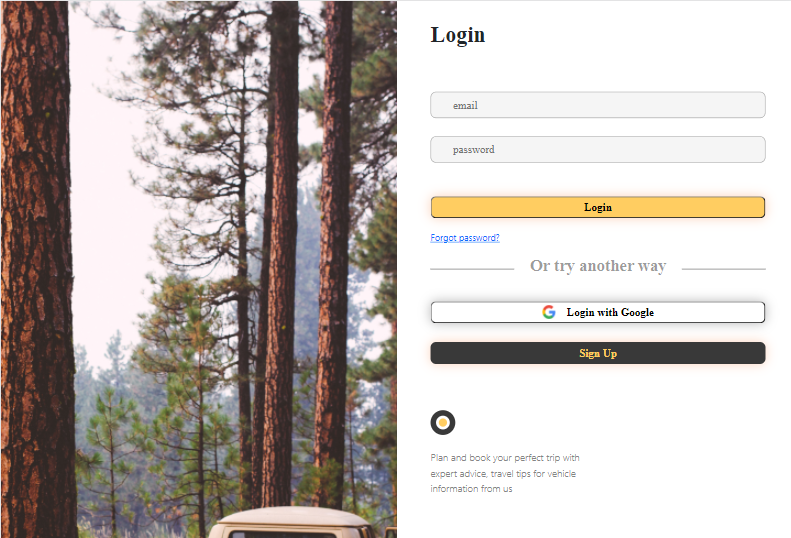 Login
email
password
Login
Forgot password?
Or try another way
Login with Google
Sign Up
Plan and book your perfect trip with
expert advice, travel tips for vehicle
information from us